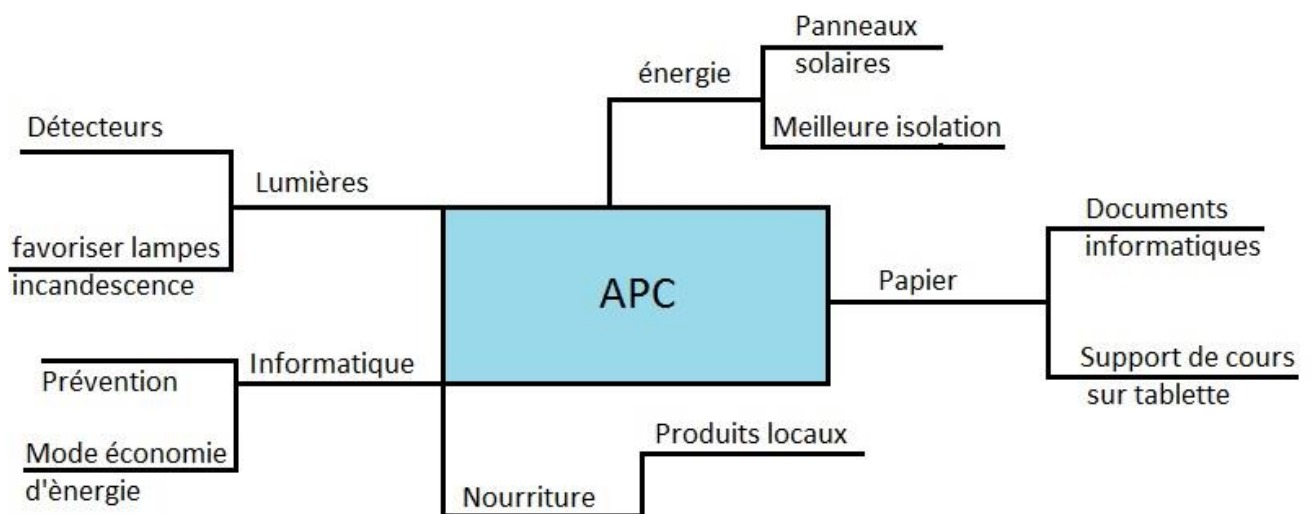 Panneaux
solaires
énergie
Meilleure isolation
Détecteurs
Lumières
favoriser lampes
incandescence
APC
Documents
informatiques
Papier
Support de cours
sur tablette
Informatique
Prévention
Mode économie
d'ènergie
Produits locaux
Nourriture